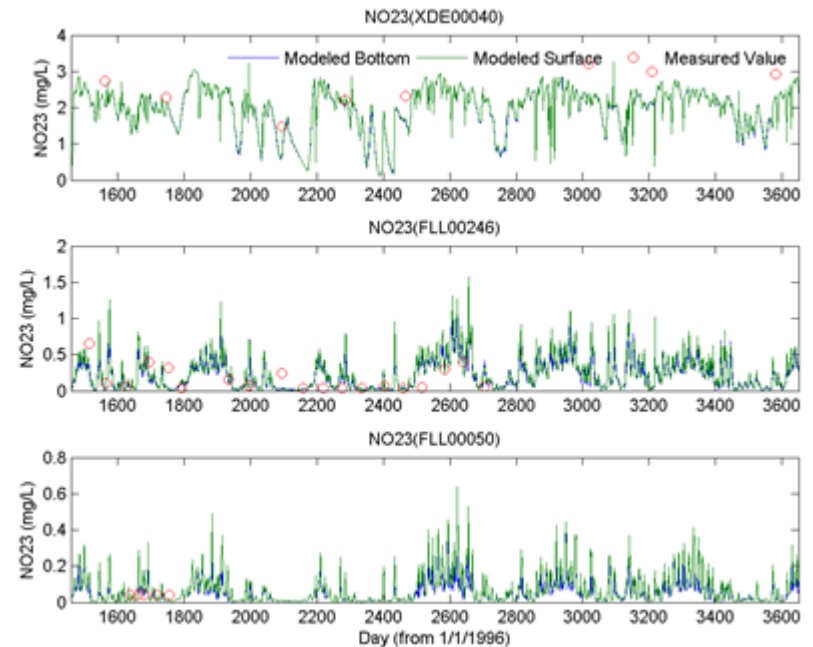 NO23(XDE00040)
NO23 (mg/L)
4
3
2
1
0
Modeled Bottom Modeled Surface Measured Value
1600 1800 2000 2200 2400 2600 2800 3000 3200 3400 3600
NO23(FLL00246)
NO23 (mg/L)
2
1.5
1
0.5
0
1600 1800 2000 2200 2400 2600 2800 3000 3200 3400 3600
NO23(FLL00050)
NO23 (mg/L)
0.8
0.6
0.4
0.2
0
1600 1800 2000 2200 2400 2600 2800 3000 3200 3400 3600
Day (from 1/1/1996)